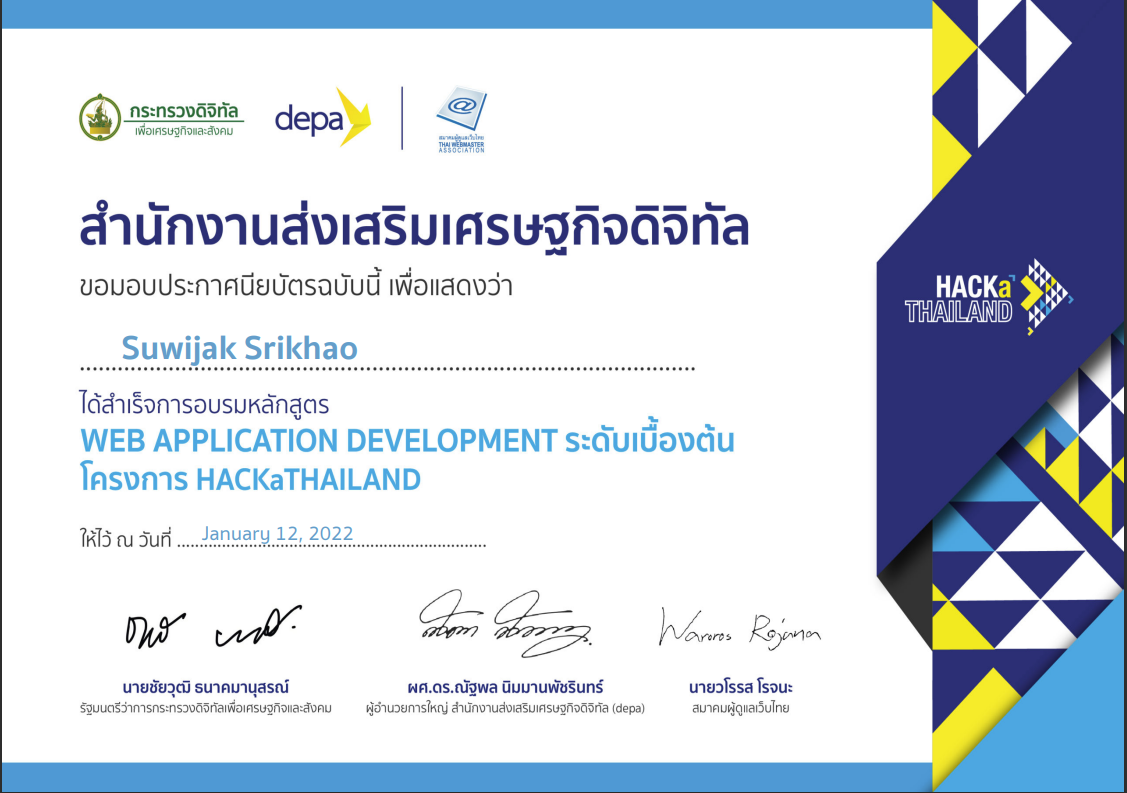 กระทรวงดิจิทัล
เพื่อเศรษฐกิจและสังคม
depa
@
สมาคมผู้ดูแลเว็บไทย
THAI WEBMASTER
ASSOCIATION
สำนักงานส่งเสริมเศรษฐกิจดิจิทัล
ขอมอบประกาศนียบัตรฉบับนี้ เพื่อแสดงว่า
Suwijak Srikhao
ได้สำเร็จการอบรมหลักสูตร
WEB APPLICATION DEVELOPMENT ระดับเบื้องต้น
โครงการ HACKaTHAILAND
ให้ไว้ ณ วันที่ January 12, 2022
HACKa
THAILAND
Waroros Rojana
นายชัยวุฒิ ธนาคมานุสรณ์
รัฐมนตรีว่าการกระทรวงดิจิทัลเพื่อเศรษฐกิจและสังคม
ผศ.ดร.ณัฐพล นิมมานพัชรินทร์
ผู้อำนวยการใหญ่ สำนักงานส่งเสริมเศรษฐกิจดิจิทัล (depa)
นายวโรรส โรจนะ
สมาคมผู้ดูแลเว็บไทย